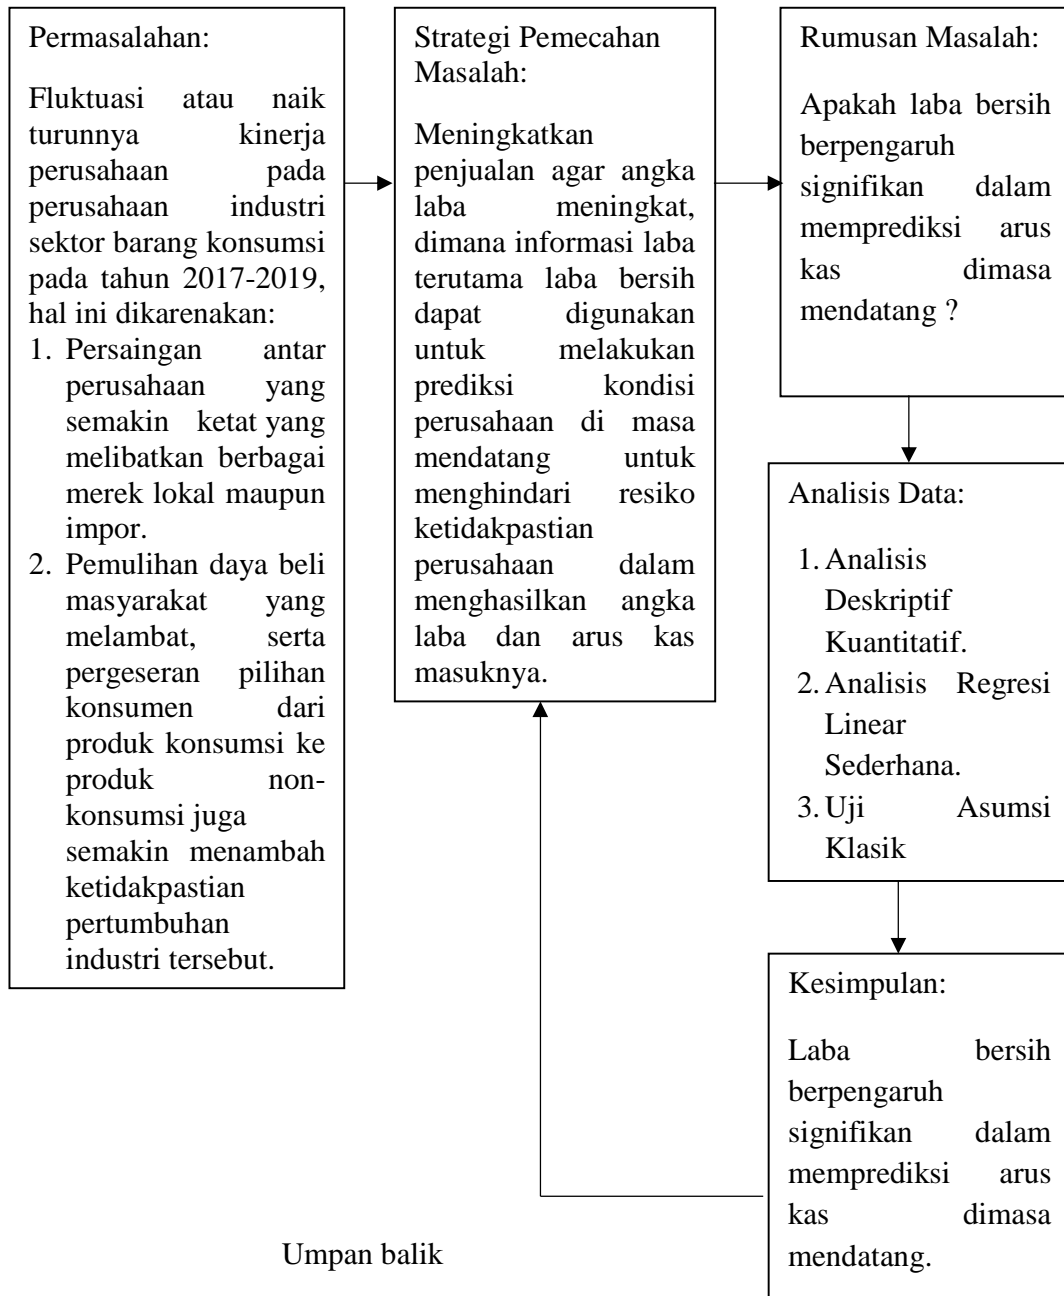 Permasalahan:
Fluktuasi atau naik
turunnya kinerja
perusahaan pada
perusahaan industri
sektor barang konsumsi
pada tahun 2017-2019,
hal ini dikarenakan:
1. Persaingan antar
perusahaan yang
semakin ketat yang
melibatkan berbagai
merek lokal maupun
impor.
2. Pemulihan daya beli
masyarakat yang
melambat, serta
pergeseran pilihan
konsumen dari
produk konsumsi ke
produk non-
konsumsi juga
semakin menambah
ketidakpastian
pertumbuhan
industri tersebut.
Strategi Pemecahan
Masalah:
Meningkatkan
penjualan agar angka
laba meningkat,
dimana informasi laba
terutama laba bersih
dapat digunakan
untuk melakukan
prediksi kondisi
perusahaan di masa
mendatang untuk
menghindari resiko
ketidakpastian
perusahaan dalam
menghasilkan angka
laba dan arus kas
masuknya.
Rumusan Masalah:
Apakah laba bersih
berpengaruh
signifikan dalam
memprediksi arus
kas dimasa
mendatang ?
Analisis Data:
1. Analisis
Deskriptif
Kuantitatif.
2. Analisis Regresi
Linear
Sederhana.
3. Uji Asumsi
Klasik
Kesimpulan:
Laba bersih
berpengaruh
signifikan dalam
memprediksi arus
kas dimasa
mendatang.
Umpan balik